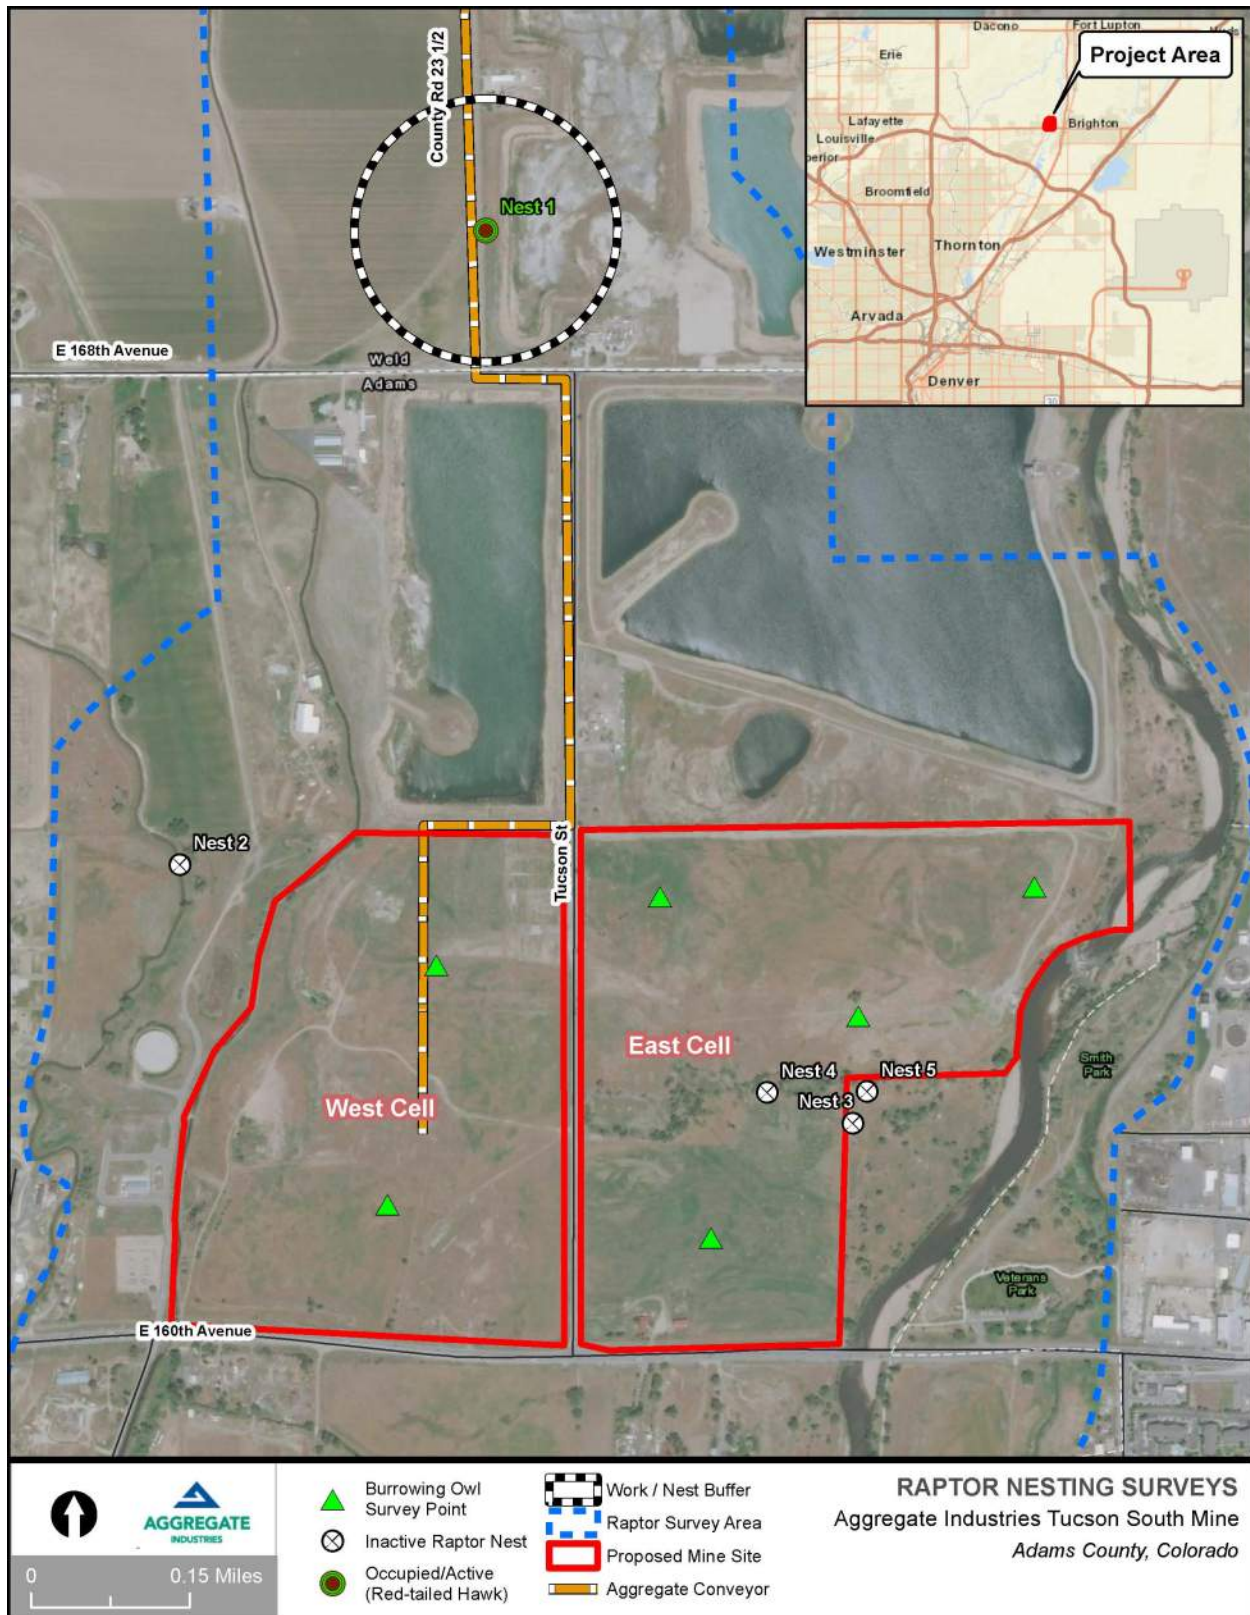 County Rd 23 1/2
Nest 1
E 168th Avenue
Weld
Adams
Dacono
Fort Lupton
Erie
Project Area
Lafayette
Louisville
perior
Brighton
Broomfield
Westminster
Thornton
Arvada
Denver
30
Nest 2
Tucson St
East Cell
West Cell
Nest 4
Nest 5
Nest 3
Smith
Park
Veterans
Park
E 160th Avenue
AGGREGATE
INDUSTRIES
0
0.15 Miles
Burrowing Owl
Survey Point
Inactive Raptor Nest
Occupied/Active
(Red-tailed Hawk)
Work / Nest Buffer
Raptor Survey Area
Proposed Mine Site
Aggregate Conveyor
RAPTOR NESTING SURVEYS
Aggregate Industries Tucson South Mine
Adams County, Colorado